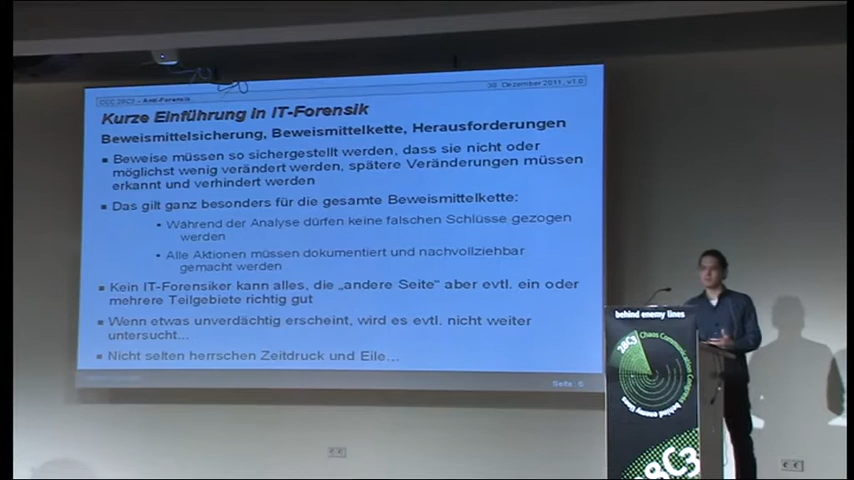 CCC 28C3 – Anti-Forensik
30. Dezember 2011, v1.0
Kurze Einführung in IT-Forensik
Beweismittelsicherung, Beweismittelkette, Herausforderungen
▪ Beweise müssen so sichergestellt werden, dass sie nicht oder
möglichst wenig verändert werden, spätere Veränderungen müssen
erkannt und verhindert werden
▪ Das gilt ganz besonders für die gesamte Beweismittelkette:
• Während der Analyse dürfen keine falschen Schlüsse gezogen
werden
• Alle Aktionen müssen dokumentiert und nachvollziehbar
gemacht werden
▪ Kein IT-Forensiker kann alles, die „andere Seite“ aber evtl. ein oder
mehrere Teilgebiete richtig gut
▪ Wenn etwas unverdächtig erscheint, wird es evtl. nicht weiter
untersucht...
▪ Nicht selten herrschen Zeitdruck und Eile...
Seite 6
behind enemy lines
28C3
Chaos Communication Congress
behind enemy lines
28C3